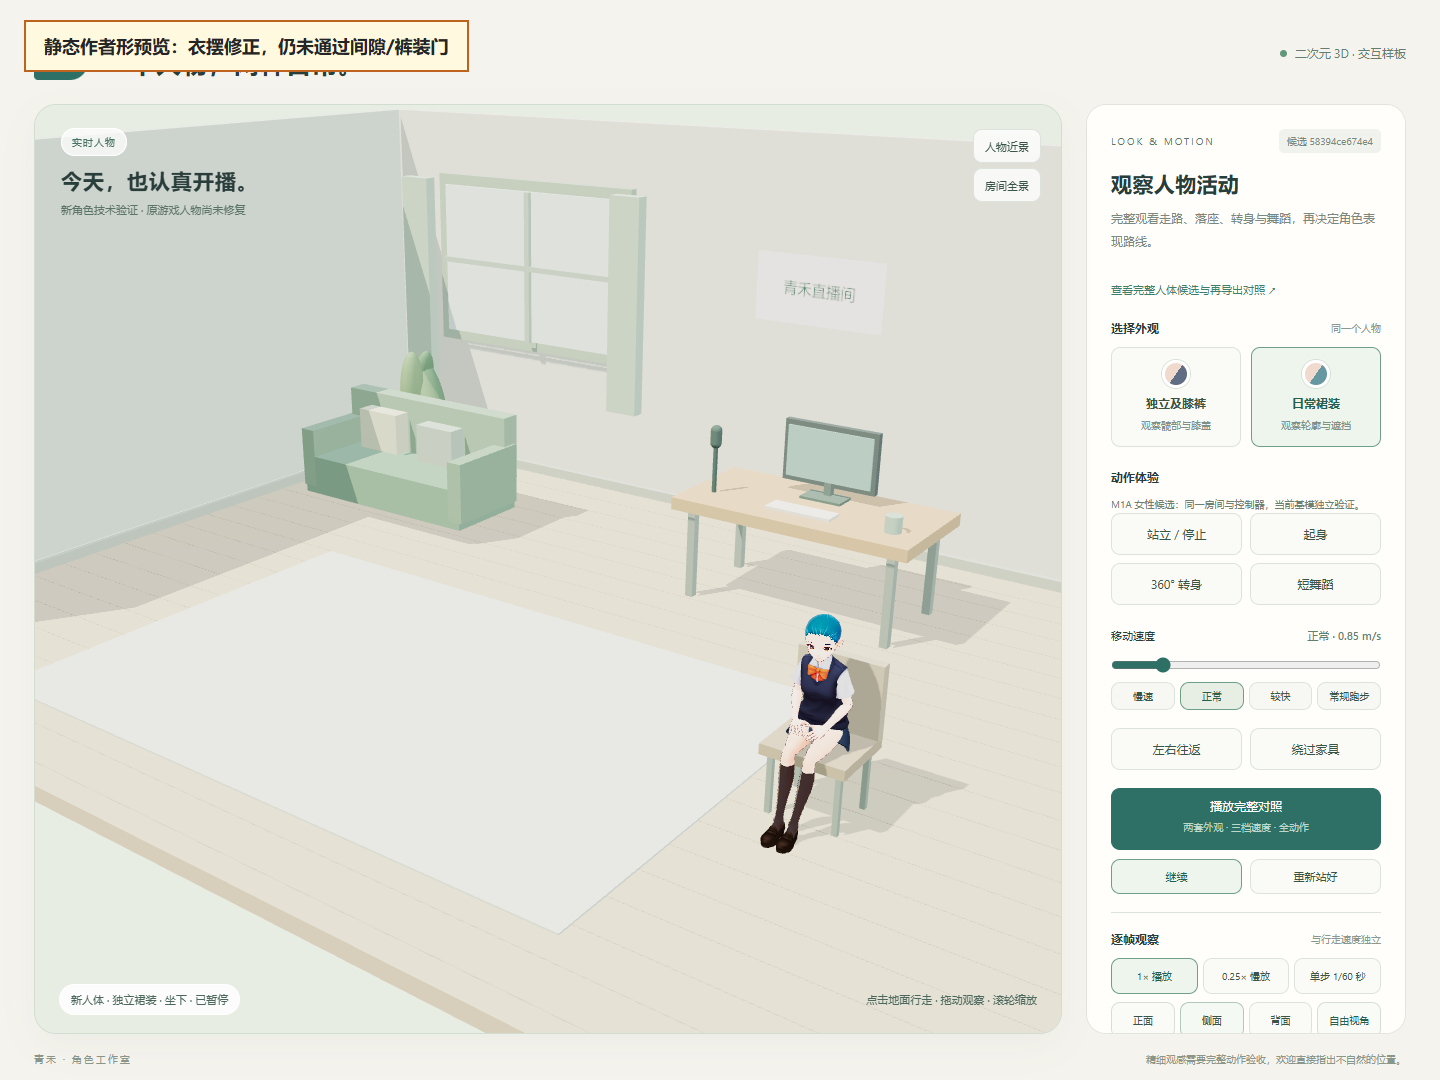 静态作者形预览：衣摆修正，仍未通过间隙/裤装门
二次元 3D · 交互样板
实时人物
今天，也认真开播。
新角色技术验证 · 原游戏人物尚未修复
人物近景
房间全景
青禾直播间
新人体 · 独立裙装 · 坐下 · 已暂停
点击地面行走 · 拖动观察 · 滚轮缩放
LOOK & MOTION
候选 58394ce674e4
观察人物活动
完整观看走路、落座、转身与舞蹈，再决定角色表
现路线。
查看完整人体候选与再导出对照 ↗
选择外观
同一个人物
独立及膝裤
观察髋部与膝盖
日常裙装
观察轮廓与遮挡
动作体验
M1A 女性候选：同一房间与控制器，当前基模独立验证。
站立 / 停止
起身
360° 转身
短舞蹈
移动速度
正常 · 0.85 m/s
慢速
正常
较快
常规跑步
左右往返
绕过家具
播放完整对照
两套外观 · 三档速度 · 全动作
继续
重新站好
逐帧观察
与行走速度独立
1× 播放
0.25× 慢放
单步 1/60 秒
正面
侧面
背面
自由视角
青禾 · 角色工作室
精细观感需要完整动作验收，欢迎直接指出不自然的位置。